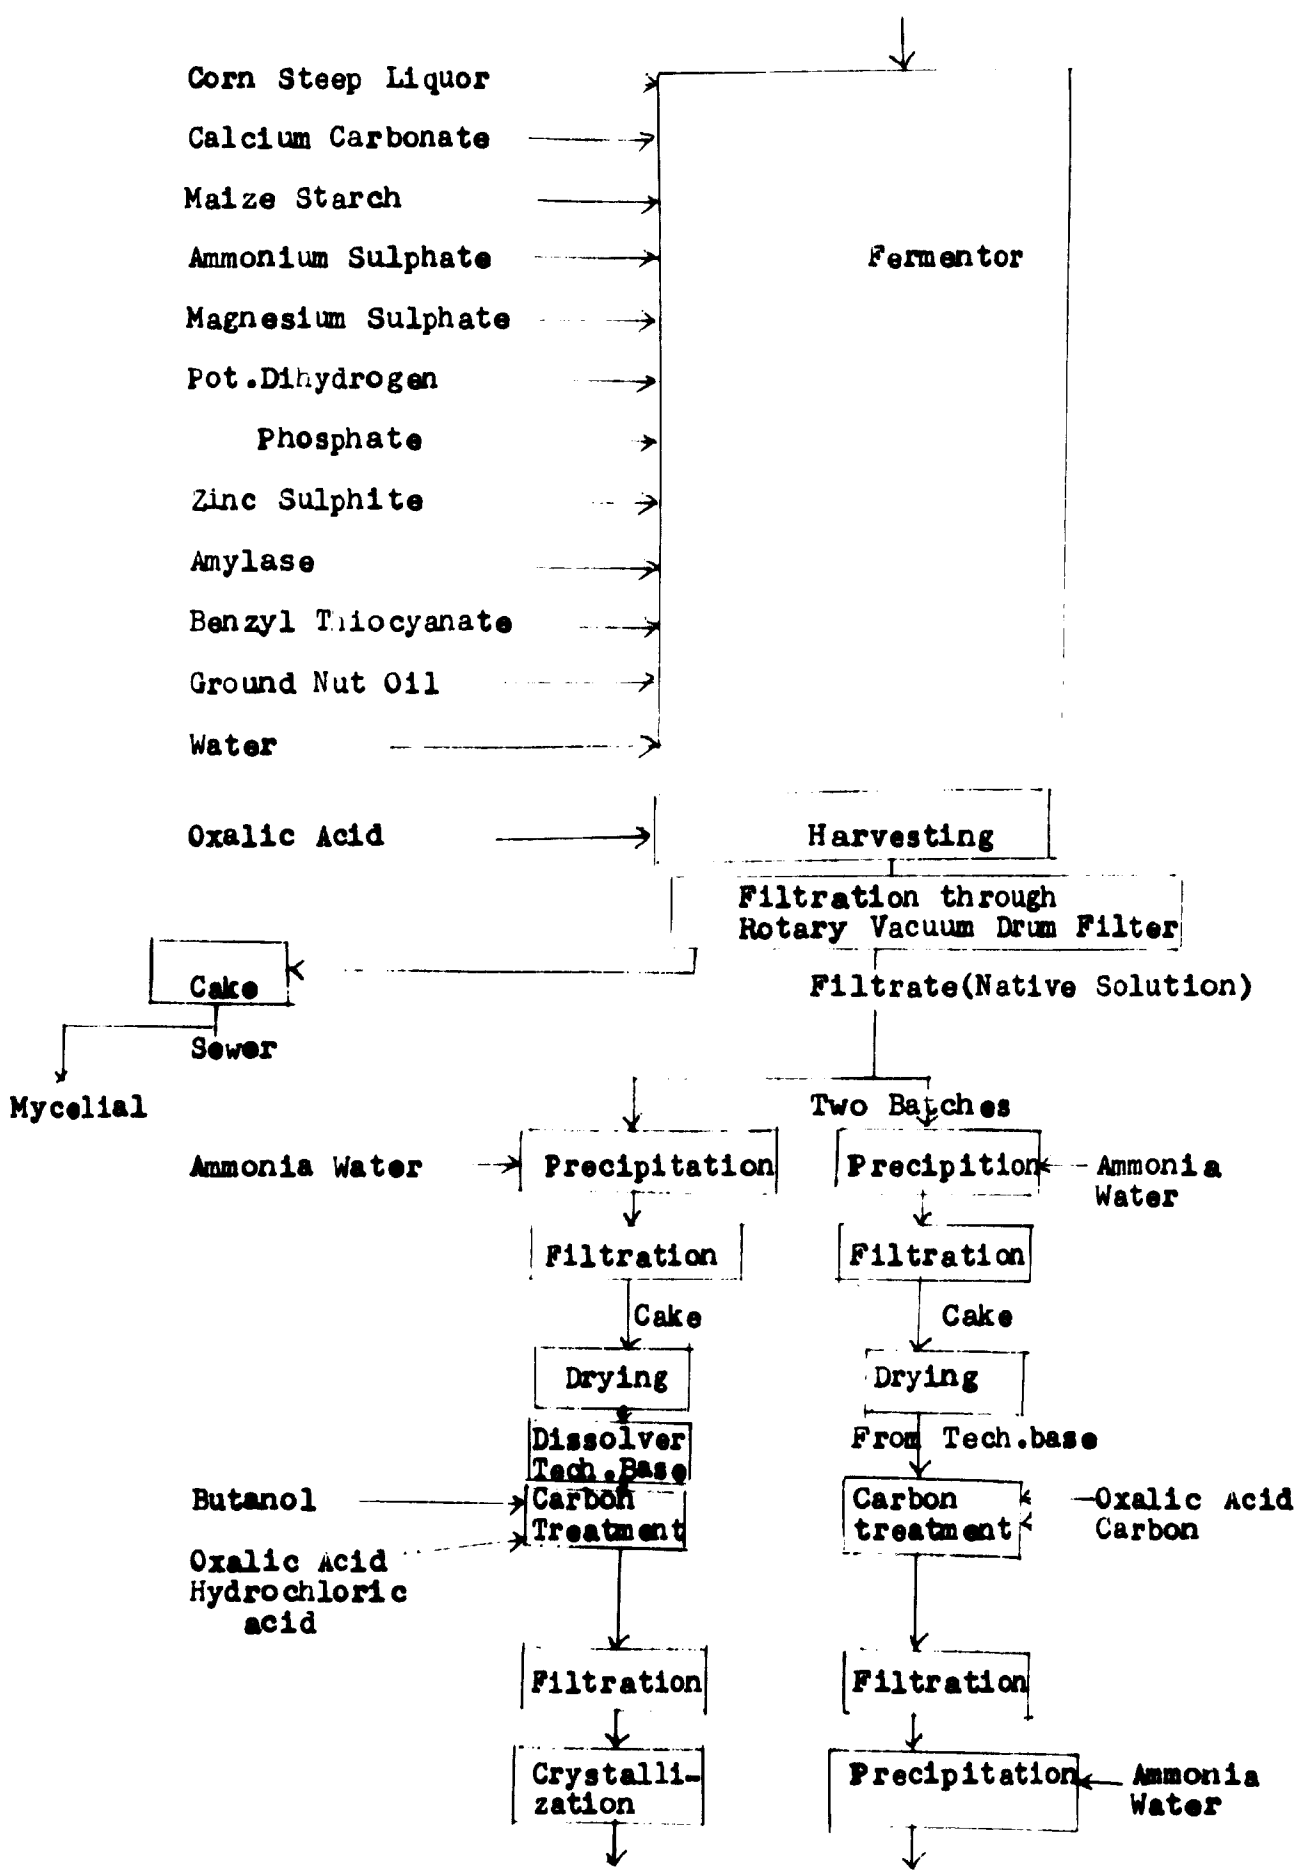 Corn Steep Liquor
Calcium Carbonate
Maize Starch
Ammonium Sulphate
Fermentor
Magnesium Sulphate
Pot.Dihydrogen
Phosphate
Zinc Sulphite
Amylase
Benzyl Thiocyanate
Ground Nut Oil
Water
Oxalic Acid
Harvesting
Filtration through
Rotary Vacuum Drum Filter
Cake
Filtrate(Native Solution)
Sewer
Mycelial
Two Batches
Ammonia Water
Precipitation
Precipition
Ammonia
Water
Filtration
Filtration
Cake
Cake
Drying
Drying
Dissolver
Tech.Base
From Tech.base
Butanol
Carbon
Treatment
Carbon
treatment
Oxalic Acid
Carbon
Oxalic Acid
Hydrochloric
acid
Filtration
Filtration
Crystalli-
zation
Precipitation
Ammonia
Water